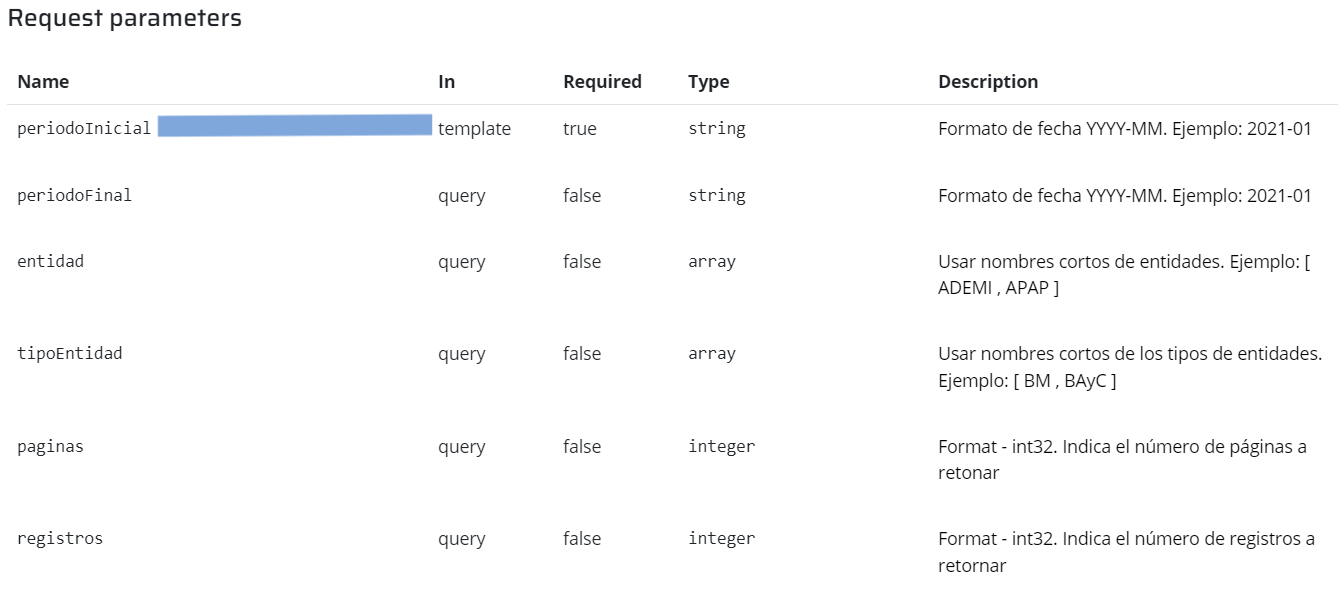 Request parameters
Name In Required Type Description
periodoInicial template true string Formato de fecha YYYY-MM. Ejemplo: 2021-01
periodoFinal query false string Formato de fecha YYYY-MM. Ejemplo: 2021-01
entidad query false array Usar nombres cortos de entidades. Ejemplo: [
ADEMI , APAP ]
tipoEntidad query false array Usar nombres cortos de los tipos de entidades.
Ejemplo: [ BM , BAyC ]
paginas query false integer Format - int32. Indica el número de páginas a
retonar
registros query false integer Format - int32. Indica el número de registros a
retornar